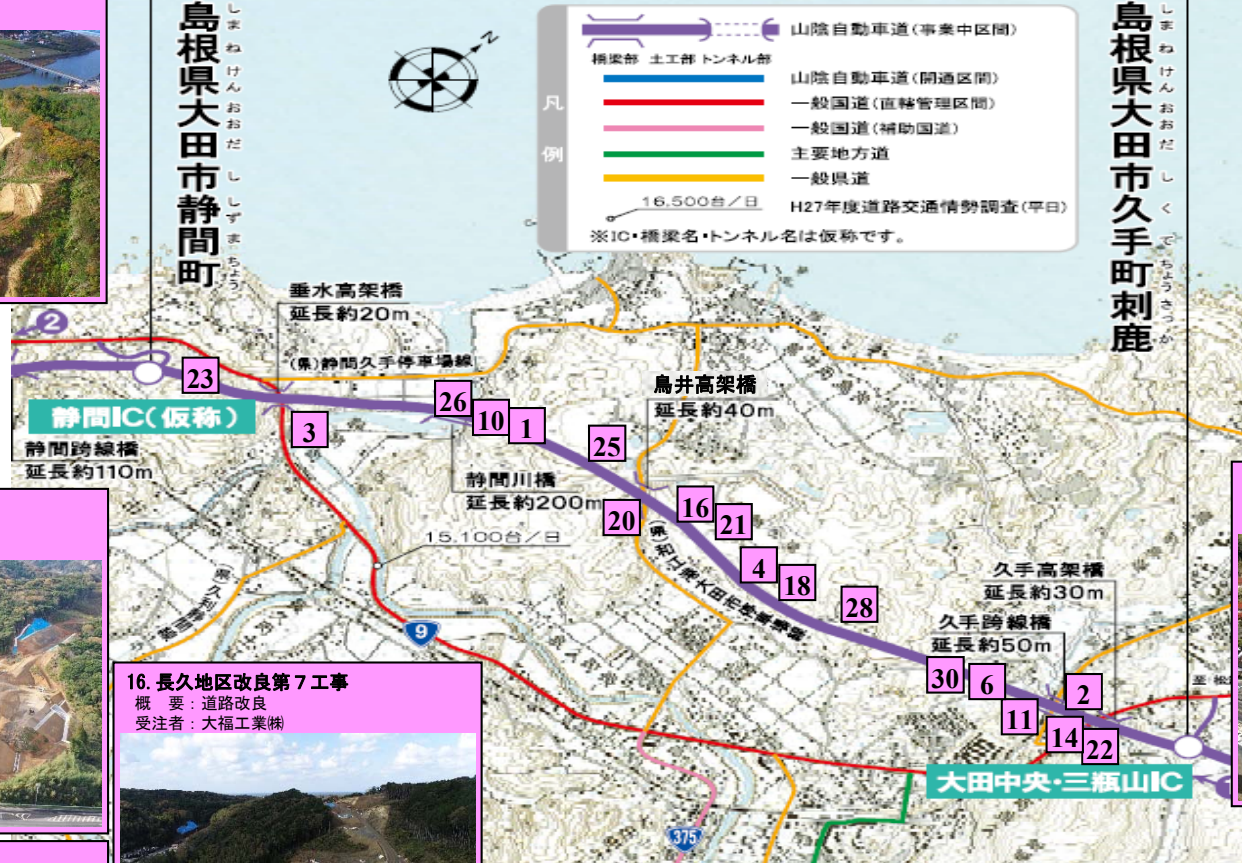 島根県大田市静間町
しまねけんおおだ し しずまちょう
島根県大田市久手町刺鹿
しまねけんおおだ し く てちょうさつか
N
凡例
山陰自動車道(事業中区間)
橋梁部 土工部 トンネル部
山陰自動車道(開通区間)
一般国道(直轄管理区間)
一般国道(補助国道)
主要地方道
一般県道
16,500台/日 H27年度道路交通情勢調査(平日)
※IC・橋梁名・トンネル名は仮称です。
垂水高架橋
延長約20m
(県)静間久手停車場線
2
23
静間IC(仮称)
3
静間跨線橋
延長約110m
26
10
1
静間川橋
延長約200m
25
鳥井高架橋
延長約40m
20
16
21
15,100台/日
4
18
28
久手高架橋
延長約30m
久手跨線橋
延長約50m
30
6
2
11
14
22
9
大田中央・三瓶山IC
375
16. 長久地区改良第7工事
概 要:道路改良
受注者:大福工業㈱